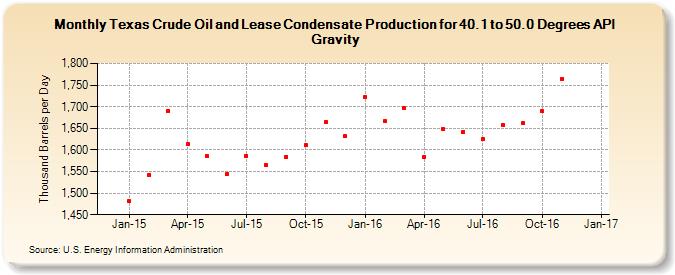 Monthly Texas Crude Oil and Lease Condensate Production for 40.1 to 50.0 Degrees API
Gravity
Thousand Barrels per Day
1,800
1,750
1,700
1,650
1,600
1,550
1,500
1,450
Jan-15 Apr-15 Jul-15 Oct-15 Jan-16 Apr-16 Jul-16 Oct-16 Jan-17
Source: U.S. Energy Information Administration